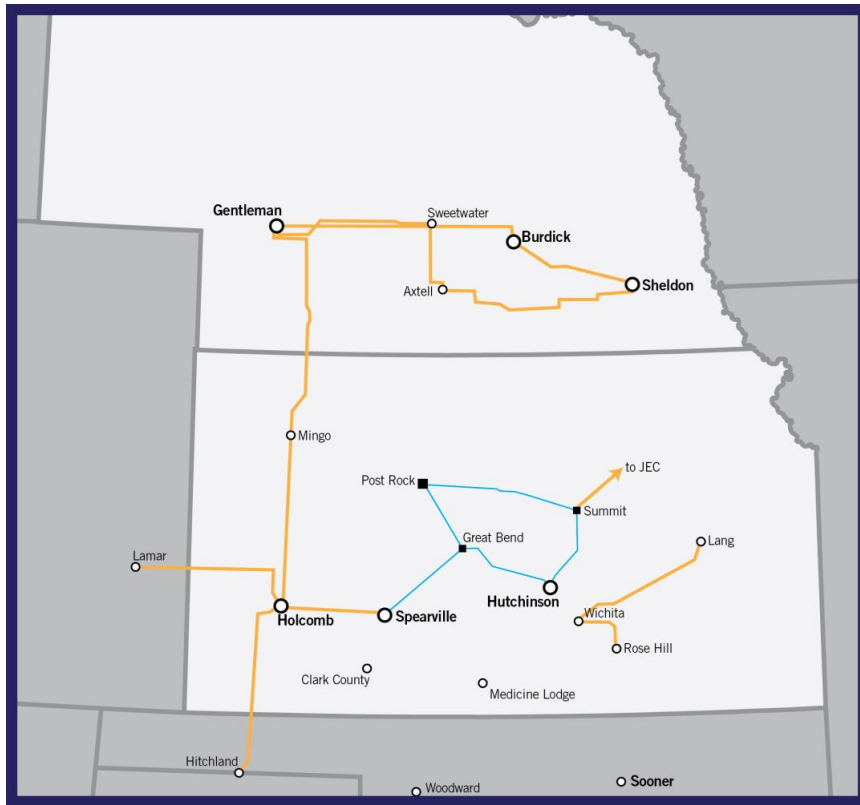 Gentleman
Sweetwater
Burdick
Axtell
Sheldon
Mingo
Post Rock
to JEC
Summit
Great Bend
Lang
Lamar
Hutchinson
Holcomb
Spearville
Wichita
Rose Hill
Clark County
Medicine Lodge
Hitchland
Woodward
Sooner